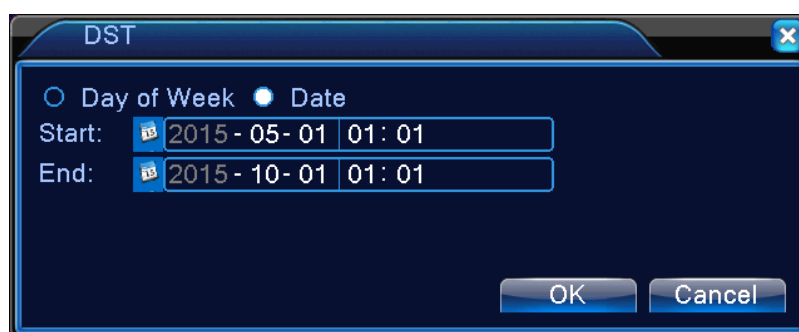 DST
Day of Week Date
Start: 2015-05-01 01:01
End: 2015-10-01 01:01
OK Cancel